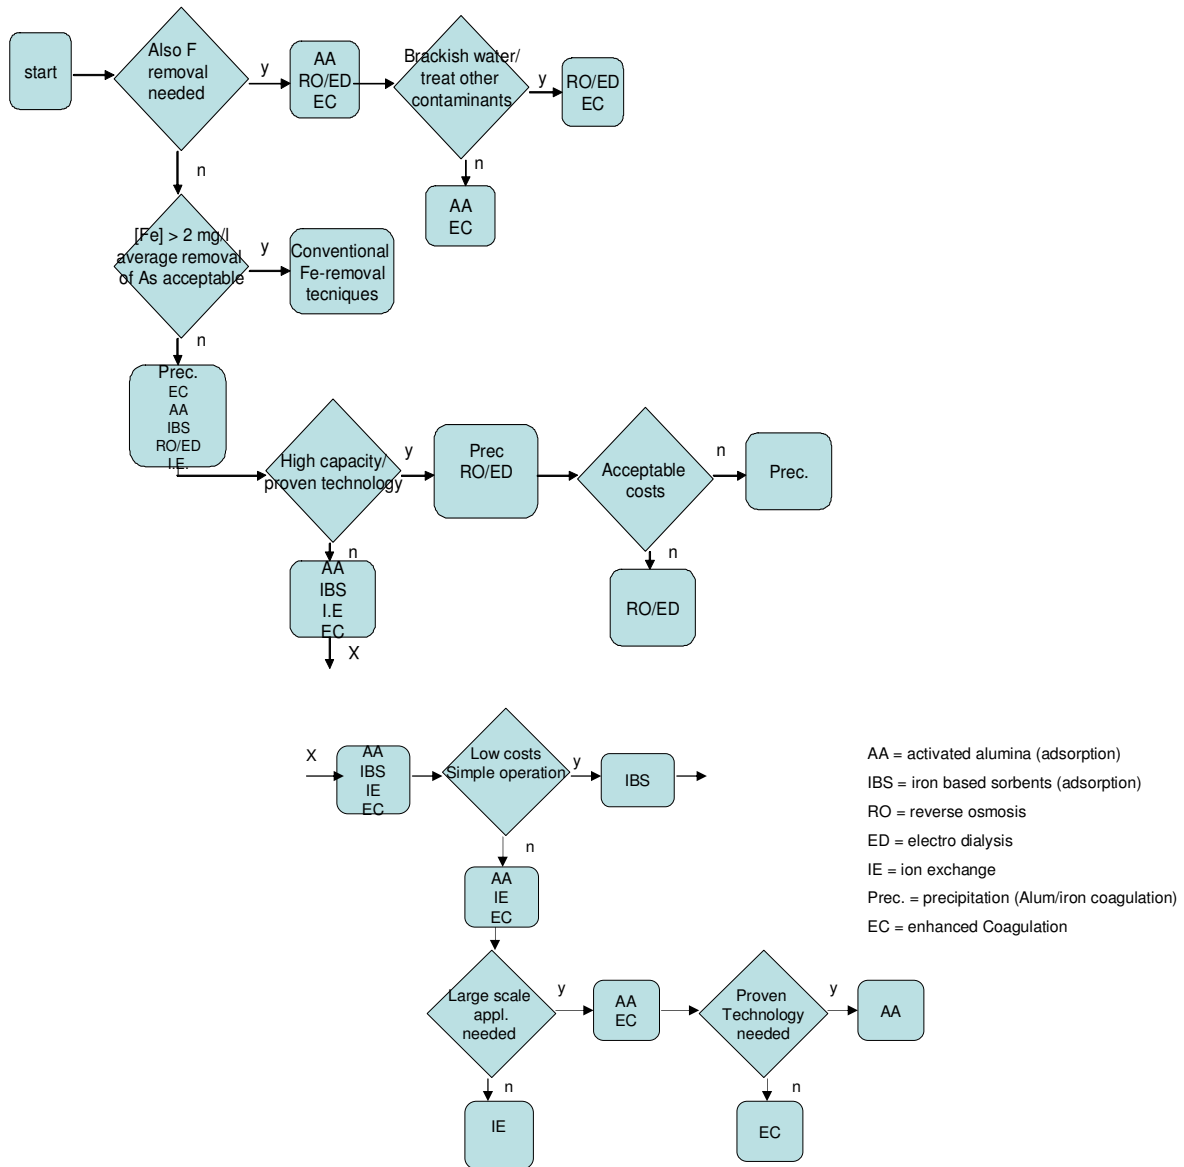 start
Also F
removal
needed
y
AA
RO/ED
EC
Brackish water/
treat other
contaminants
y
RO/ED
EC
n
AA
EC
n
[Fe] > 2 mg/l
average removal
of As acceptable
y
Conventional
Fe-removal
tecniques
n
Prec.
EC
AA
IBS
RO/ED
I.E.
High capacity/
proven technology
y
Prec
RO/ED
Acceptable
costs
n
Prec.
n
RO/ED
n
AA
IBS
I.E
EC
X
X
AA
IBS
IE
EC
Low costs
Simple operation
y
IBS
n
AA
IE
EC
Large scale
appl.
needed
y
AA
EC
Proven
Technology
needed
y
AA
n
IE
n
EC
AA = activated alumina (adsorption)
IBS = iron based sorbents (adsorption)
RO = reverse osmosis
ED = electro dialysis
IE = ion exchange
Prec. = precipitation (Alum/iron coagulation)
EC = enhanced Coagulation